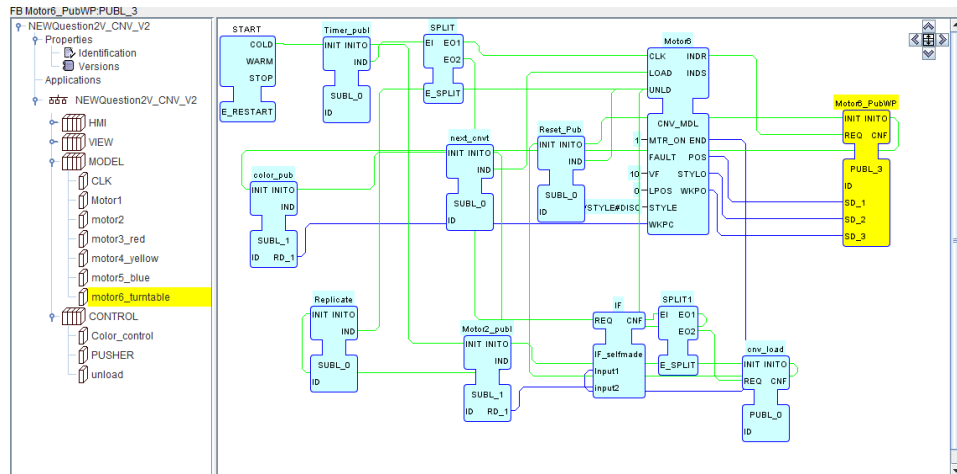 FB Motor6_PubWP:PUBL_3
NEWQuestion2V_CNV_V2
Properties
Identification
Versions
Applications
NEWQuestion2V_CNV_V2
HMI
VIEW
MODEL
CLK
Motor1
motor2
motor3_red
motor4_yellow
motor5_blue
motor6_turntable
CONTROL
Color_control
PUSHER
unload
START
COLD
WARM
STOP
E_RESTART
Timer_publ
INIT INITO
IND
SUBL_0
ID
SPLIT
EI EO1
EO2
E_SPLIT
Motor6
CLK INDR
LOAD INDS
UNLD
CNV_MDL
1 MTR_ON END
FAULT POS
10 VF STYLO
0 LPOS WKPO
/STYLE#DISC STYLE
WKPC
Motor6_PubWP
INIT INITO
REQ CNF
PUBL_3
ID
SD_1
SD_2
SD_3
next_cnvt
INIT INITO
IND
SUBL_0
ID
Reset_Pub
INIT INITO
IND
SUBL_0
ID
color_pub
INIT INITO
IND
SUBL_1
ID RD_1
Replicate
INIT INITO
IND
SUBL_0
ID
Motor2_publ
INIT INITO
IND
SUBL_1
ID RD_1
IF
REQ CNF
IF_selfmade
Input1
input2
SPLIT1
EI EO1
EO2
E_SPLIT
cnv_load
INIT INITO
REQ CNF
PUBL_0
ID